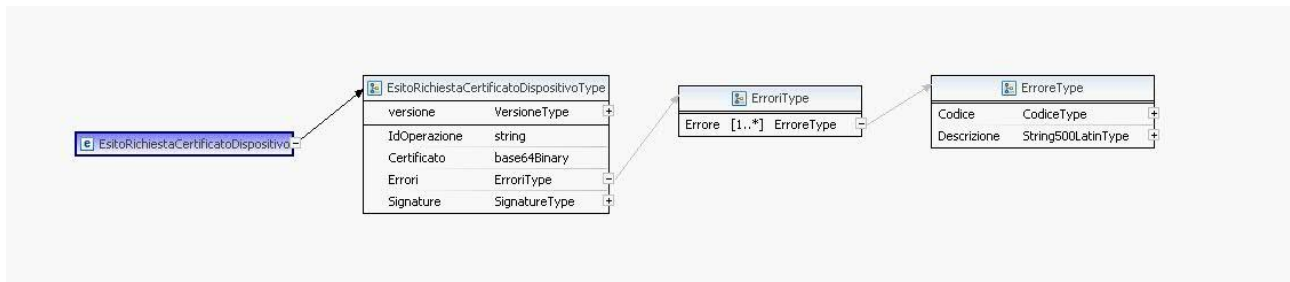 EsitoRichiestaCertificatoDispositivo
EsitoRichiestaCertificatoDispositivoType
versione VersioneType
IdOperazione string
Certificato base64Binary
Errori ErroriType
Signature SignatureType
ErroriType
Errore [1..*] ErroreType
ErroreType
Codice CodiceType
Descrizione String500LatinType